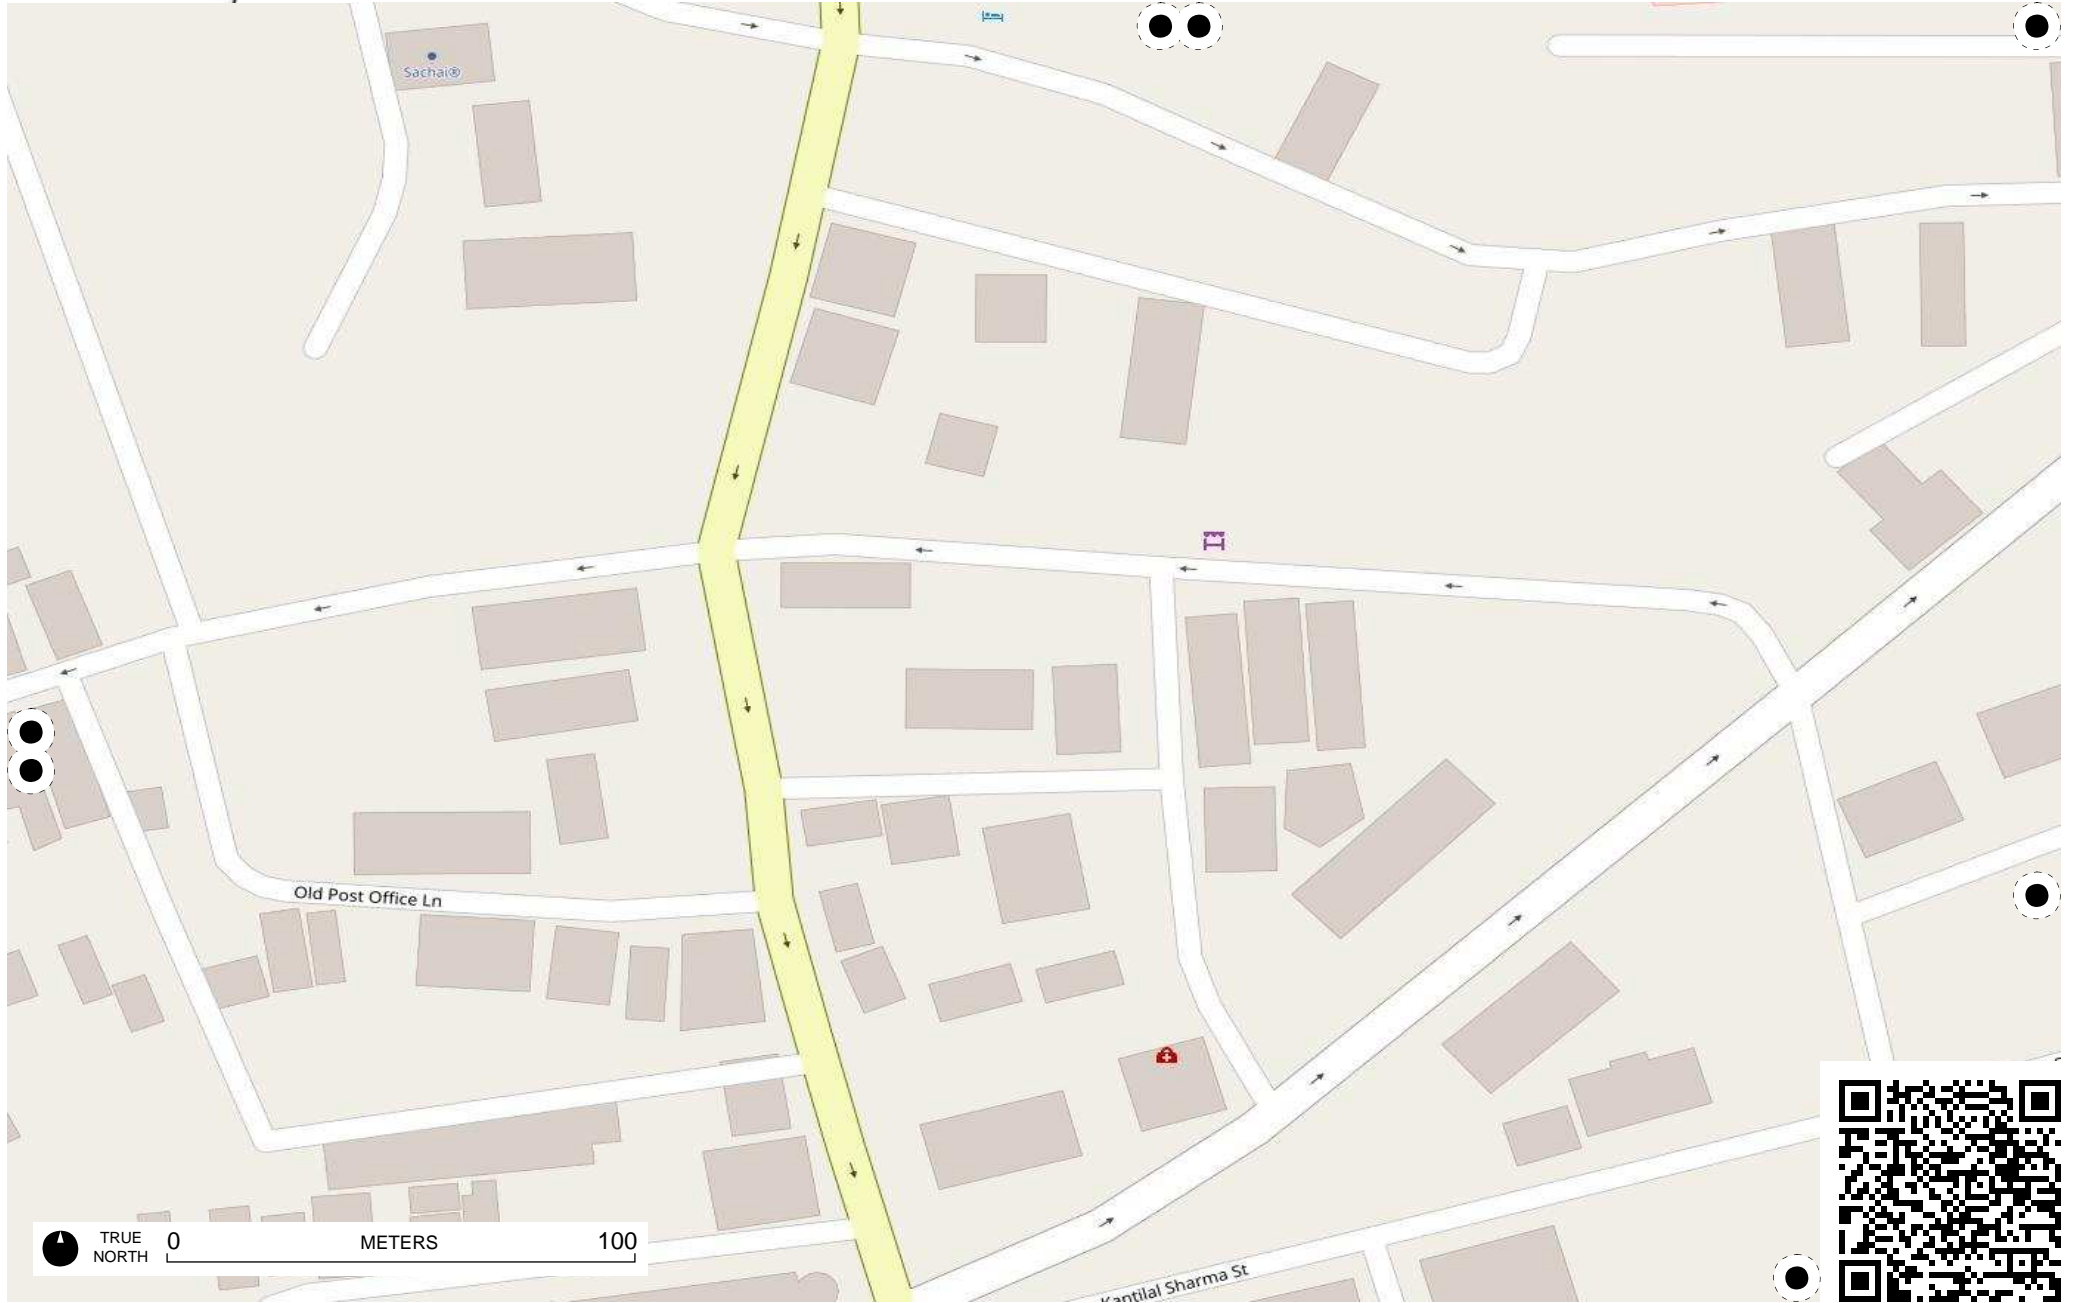 Sachai®
Old Post Office Ln
TRUE
NORTH
0
METERS
100
Kantilal Sharma St